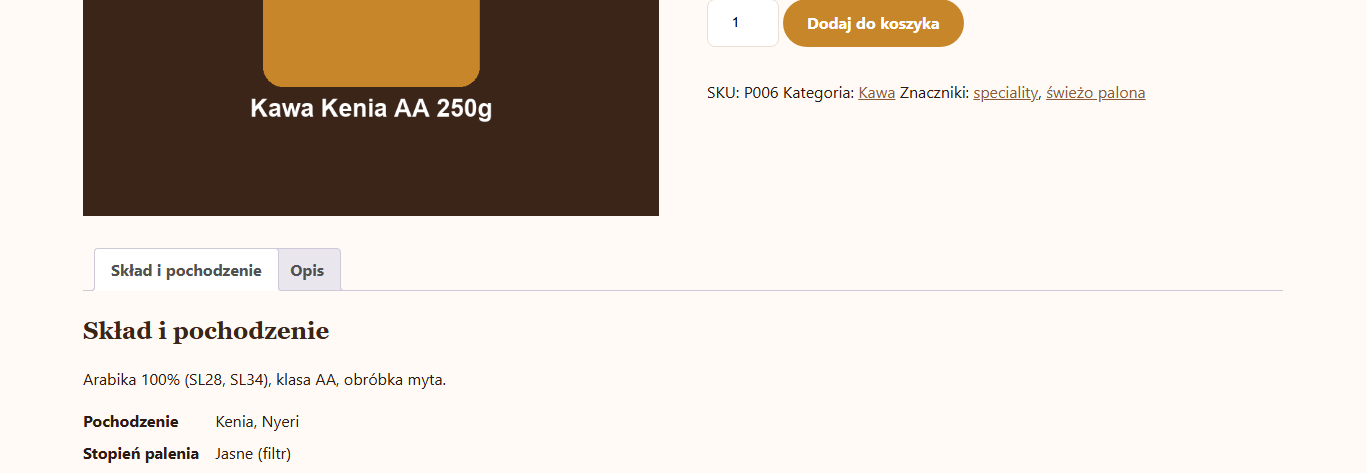 1
Dodaj do koszyka
Kawa Kenia AA 250g
SKU: P006 Kategoria: Kawa Znaczniki: speciality, świeżo palona
Skład i pochodzenie
Opis
Skład i pochodzenie
Arabika 100% (SL28, SL34), klasa AA, obróbka myta.
Pochodzenie Kenia, Nyeri
Stopień palenia Jasne (filtr)